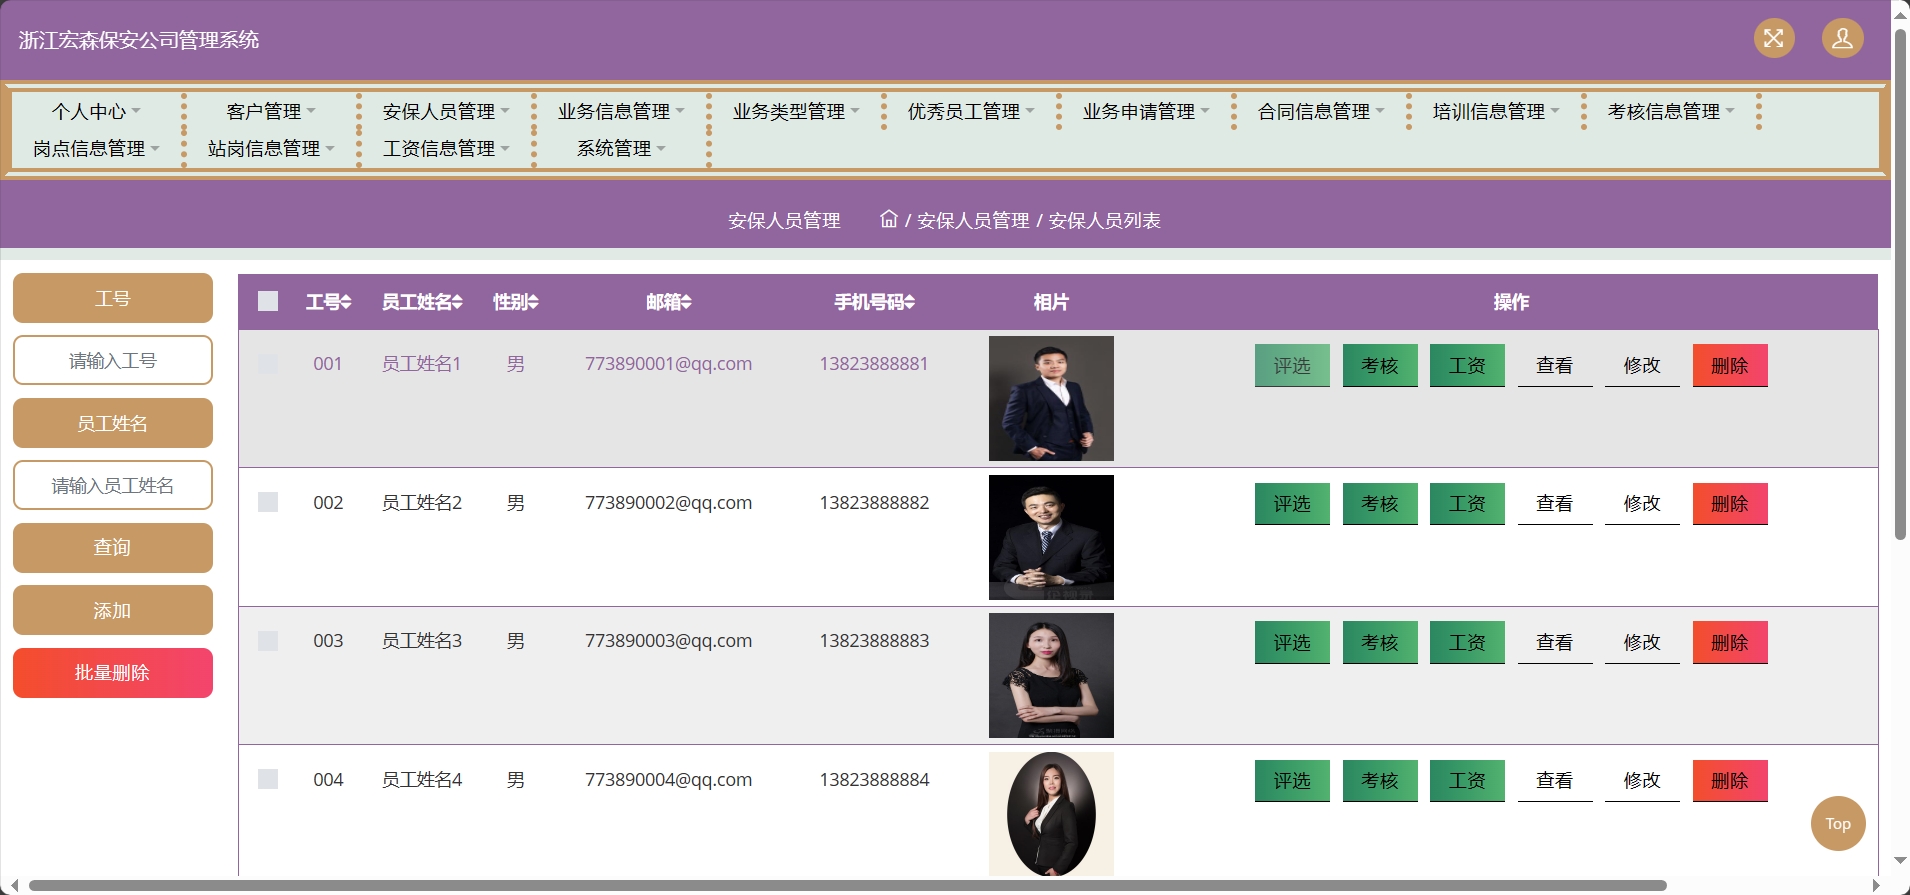 浙江宏森保安公司管理系统
个人中心 客户管理 安保人员管理 业务信息管理 业务类型管理 优秀员工管理 业务申请管理 合同信息管理 培训信息管理 考核信息管理
岗点信息管理 站岗信息管理 工资信息管理 系统管理
安保人员管理 / 安保人员管理 / 安保人员列表
工号
请输入工号
员工姓名
请输入员工姓名
查询
添加
批量删除
工号 员工姓名 性别 邮箱 手机号码 相片 操作
001 员工姓名1 男 773890001@qq.com 13823888881 评选 考核 工资 查看 修改 删除
002 员工姓名2 男 773890002@qq.com 13823888882 评选 考核 工资 查看 修改 删除
003 员工姓名3 男 773890003@qq.com 13823888883 评选 考核 工资 查看 修改 删除
004 员工姓名4 男 773890004@qq.com 13823888884 评选 考核 工资 查看 修改 删除
Top